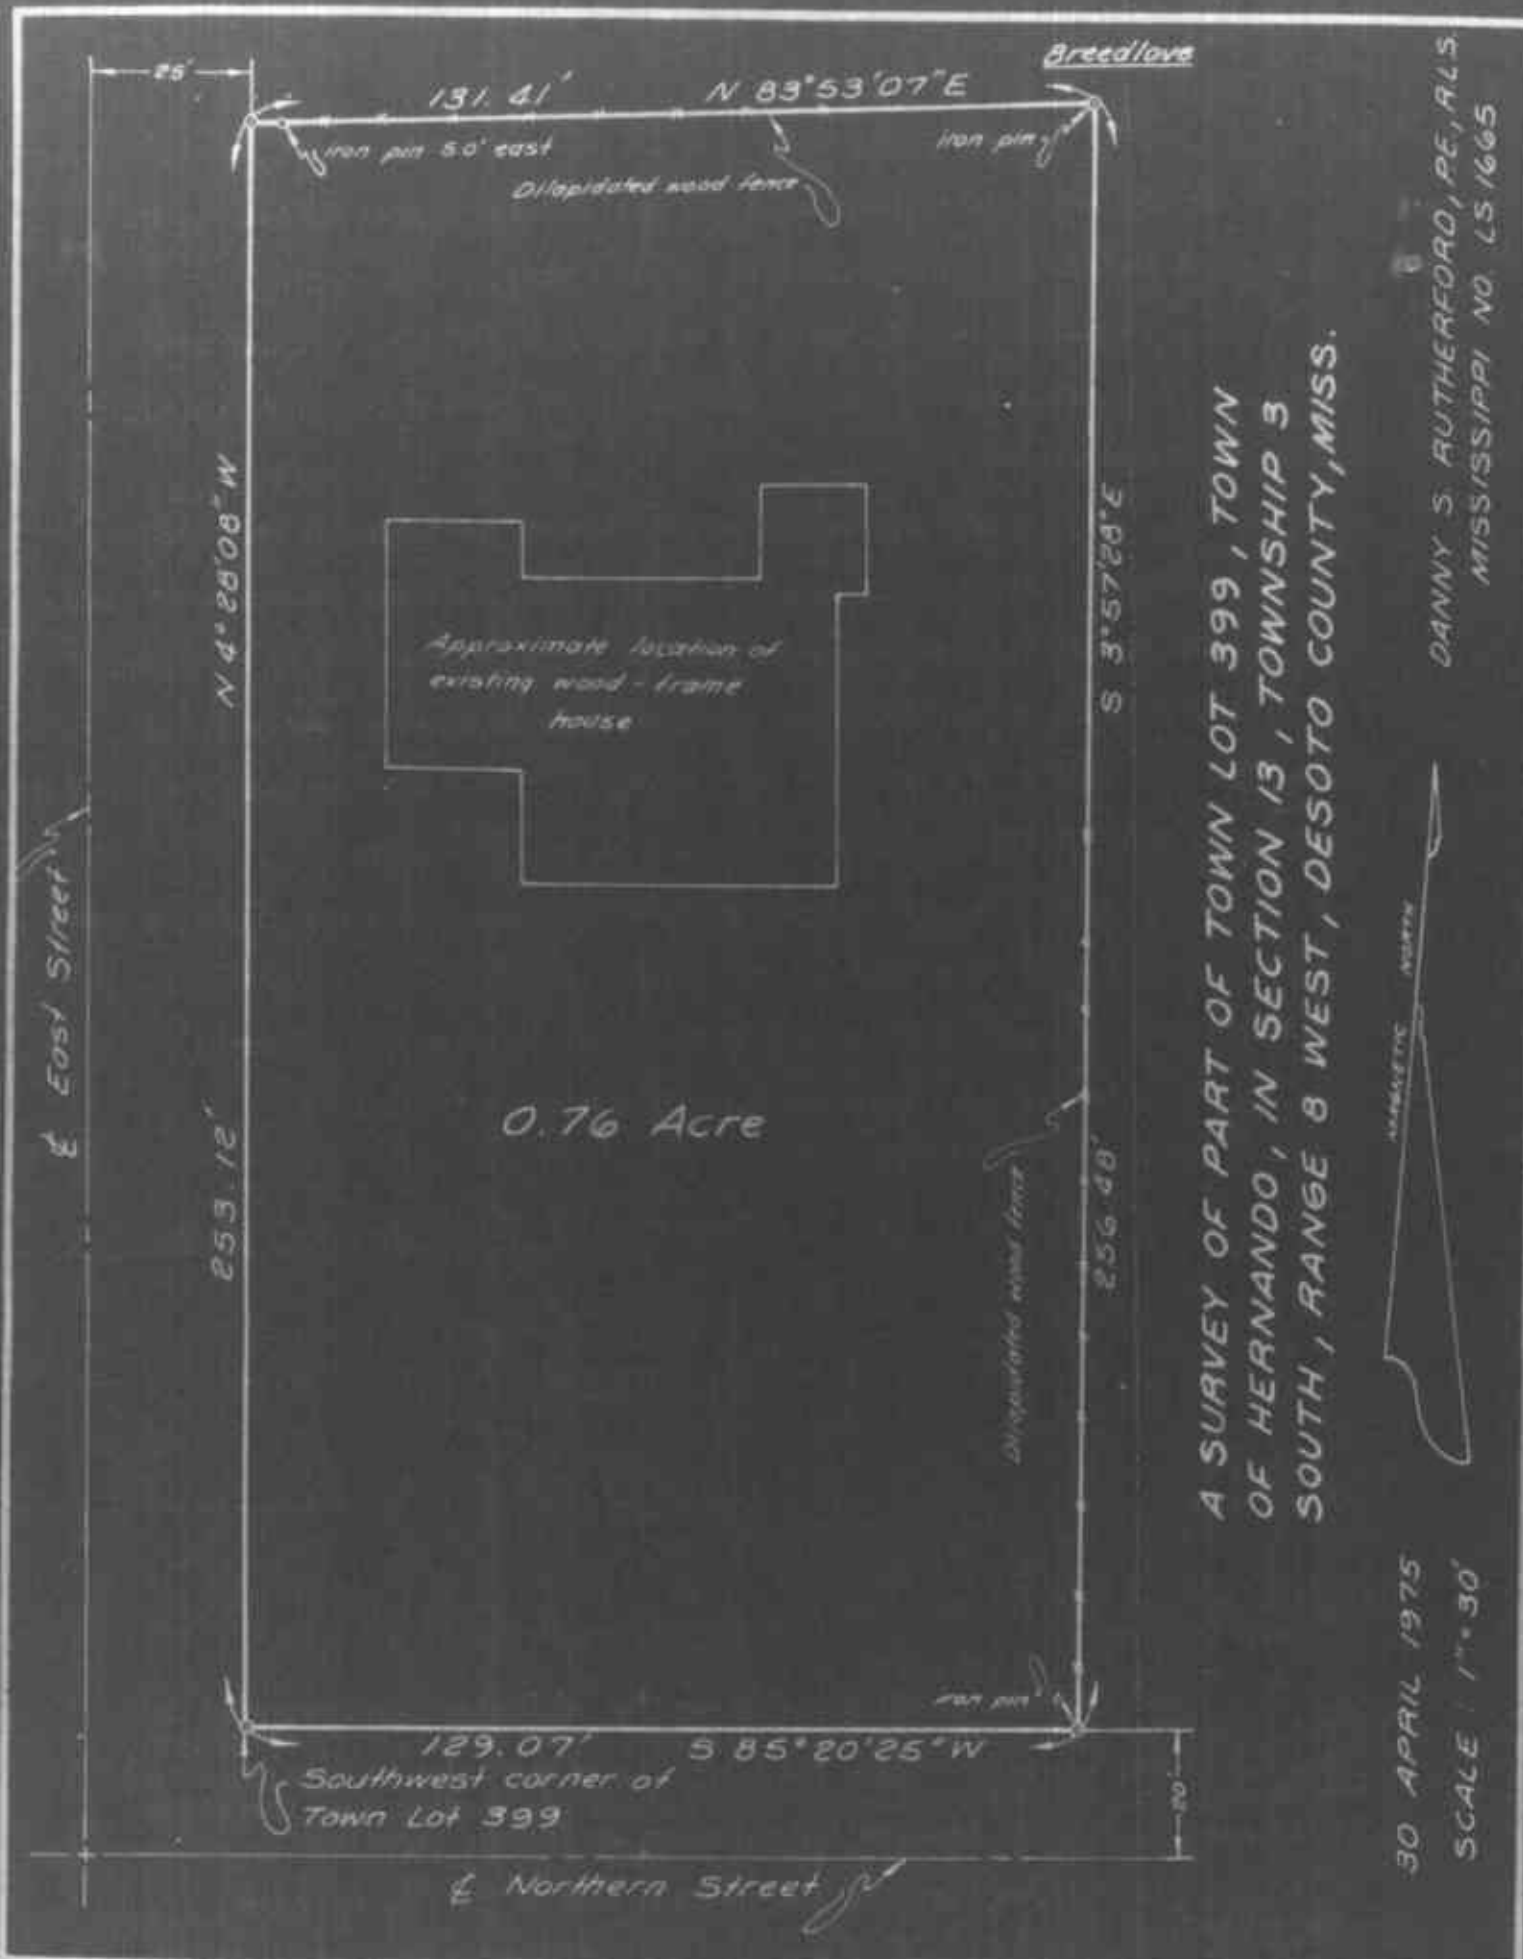 25'
131.41'
N 83°53'07"E
Breedlove
iron pin 5.0' east
iron pin
Dilapidated wood fence
N 4°28'08"W
253.12'
S 3°57'28"E
256.48'
Approximate location of
existing wood-frame
house
0.76 Acre
Dilapidated wood fence
℄ East Street
iron pin
129.07'
S 85°20'25"W
Southwest corner of
Town Lot 399
20'
℄ Northern Street
A SURVEY OF PART OF TOWN LOT 399, TOWN
OF HERNANDO, IN SECTION 13, TOWNSHIP 3
SOUTH, RANGE 8 WEST, DESOTO COUNTY, MISS.
MAGNETIC NORTH
DANNY S RUTHERFORD, PE, RLS.
MISSISSIPPI NO. LS 1665
30 APRIL 1975
SCALE: 1"=30'